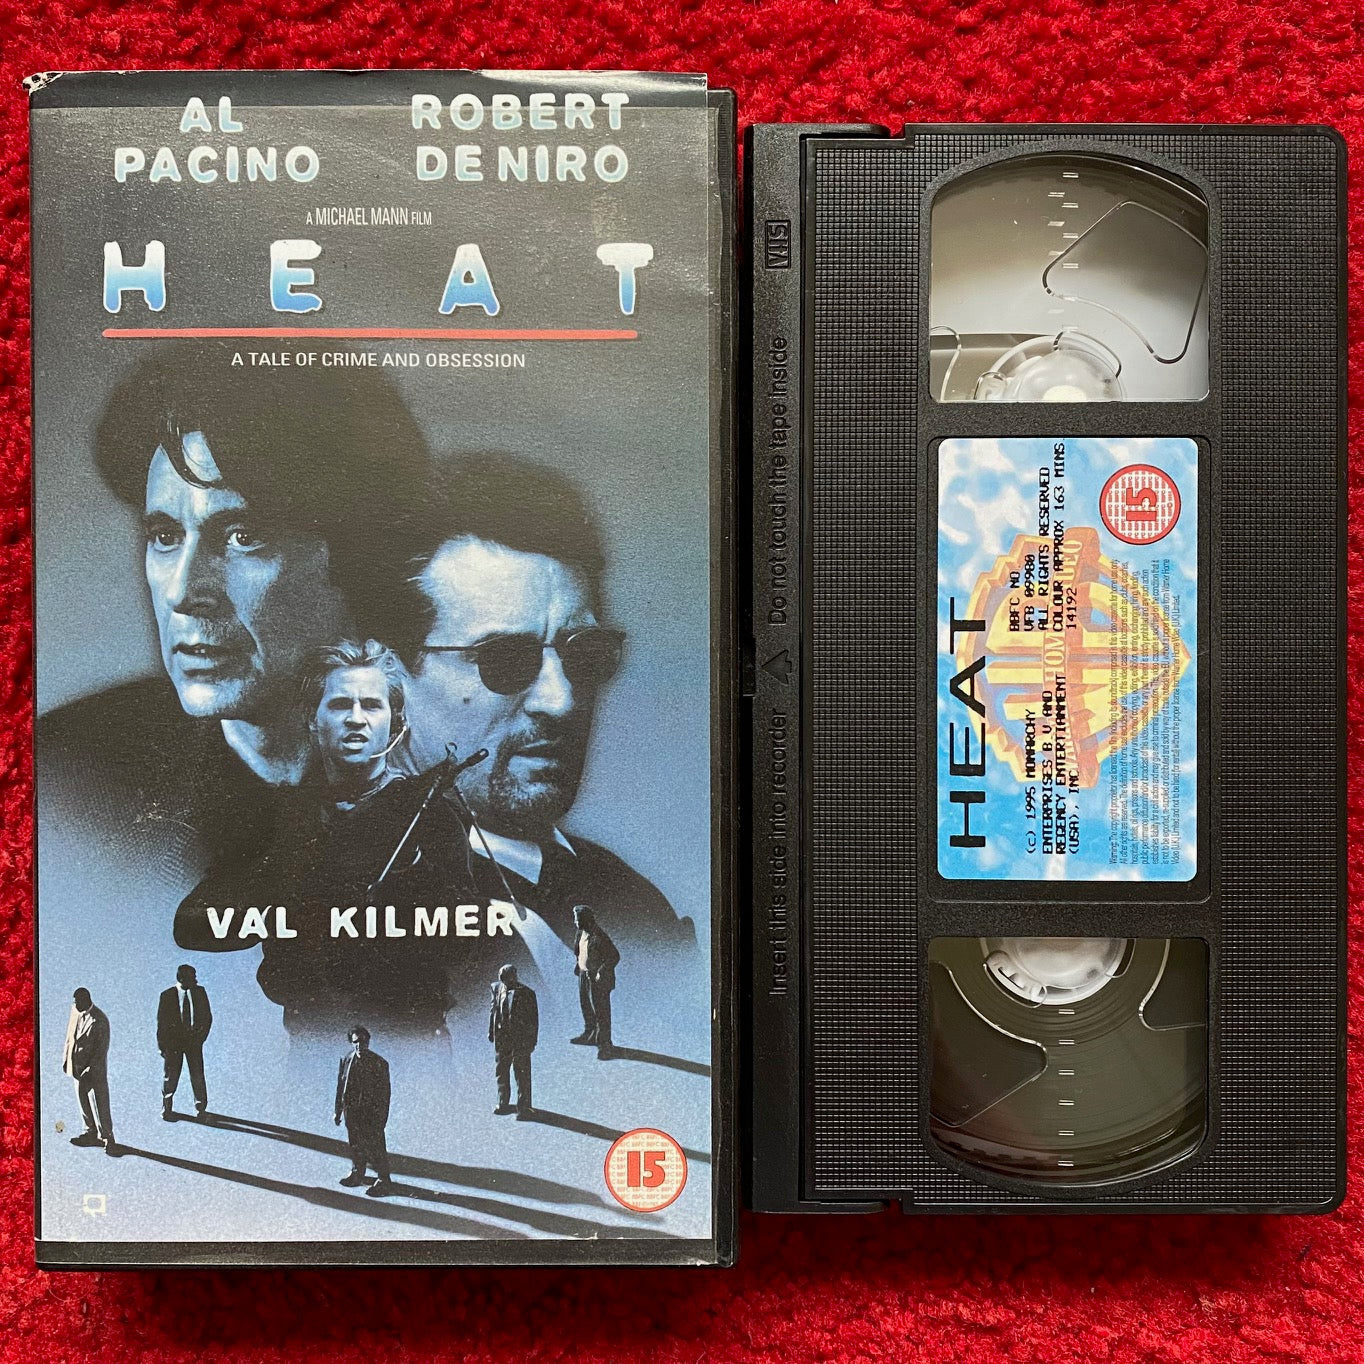 AL
PACINO
ROBERT
DE NIRO
A MICHAEL MANN FILM
HEAT
A TALE OF CRIME AND OBSESSION
VAL KILMER
15
VHS
Insert this side into recorder
Do not touch the tape inside
HEAT
BBFC NO
VFB 09980
(c) 1995 MONARCHY
ENTERPRISES B V AND
REGENCY ENTERTIANMENT
(USA), INC
ALL RIGHTS RESERVED
COLOUR APPROX 163 MINS.
14192
15